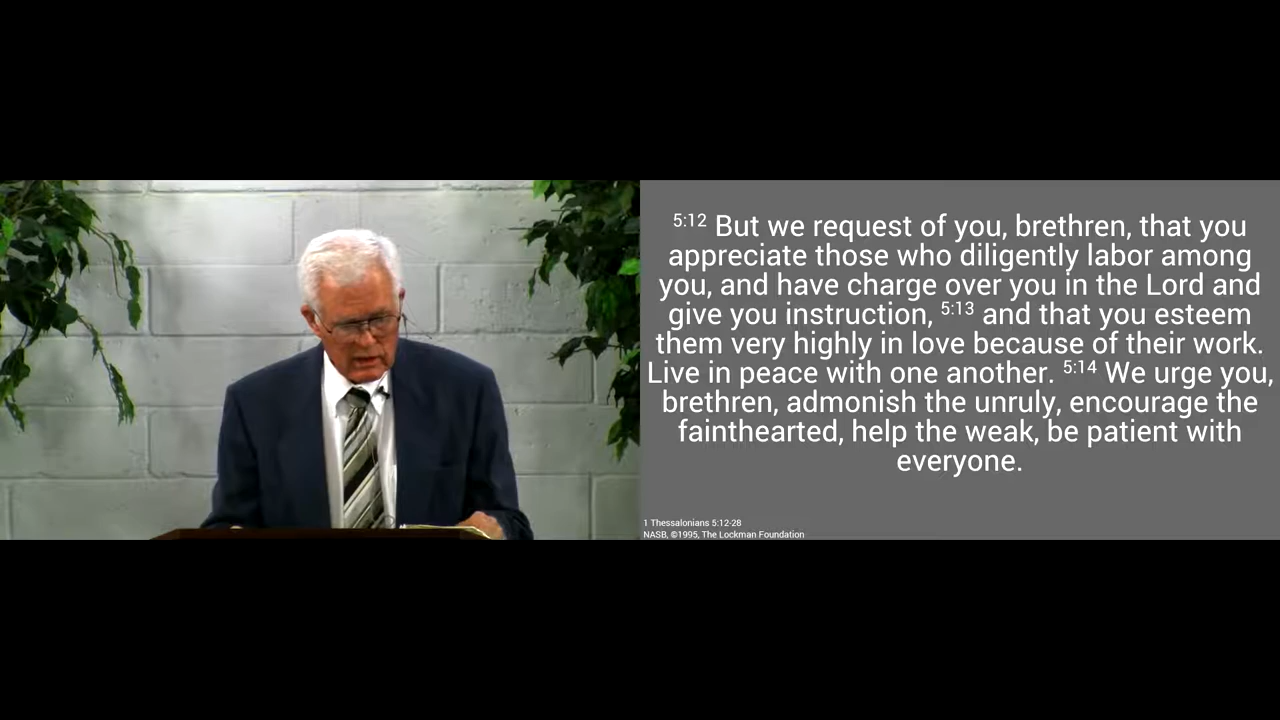 5:12 But we request of you, brethren, that you
appreciate those who diligently labor among
you, and have charge over you in the Lord and
give you instruction, 5:13 and that you esteem
them very highly in love because of their work.
Live in peace with one another. 5:14 We urge you,
brethren, admonish the unruly, encourage the
fainthearted, help the weak, be patient with
everyone.
1 Thessalonians 5:12-28
NASB, ©1995, The Lockman Foundation